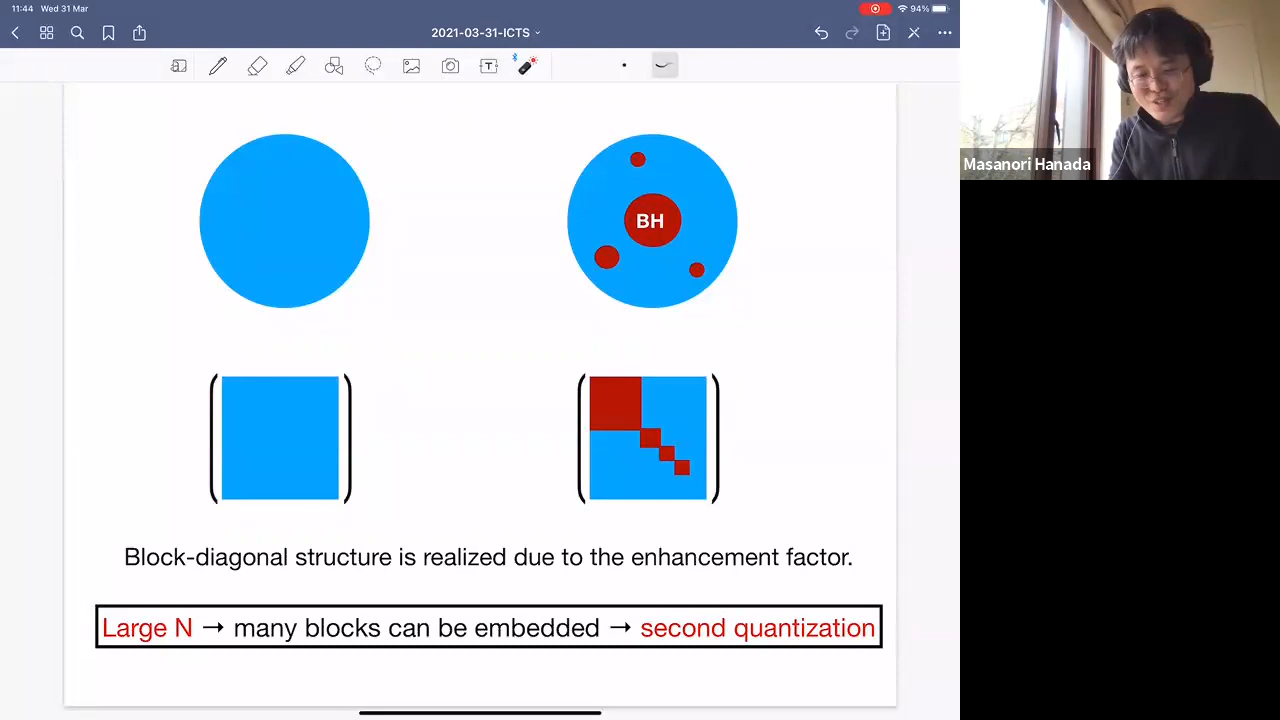 11:44 Wed 31 Mar
94%
2021-03-31-ICTS
T
Masanori Hanada
BH
Block-diagonal structure is realized due to the enhancement factor.
Large N → many blocks can be embedded → second quantization